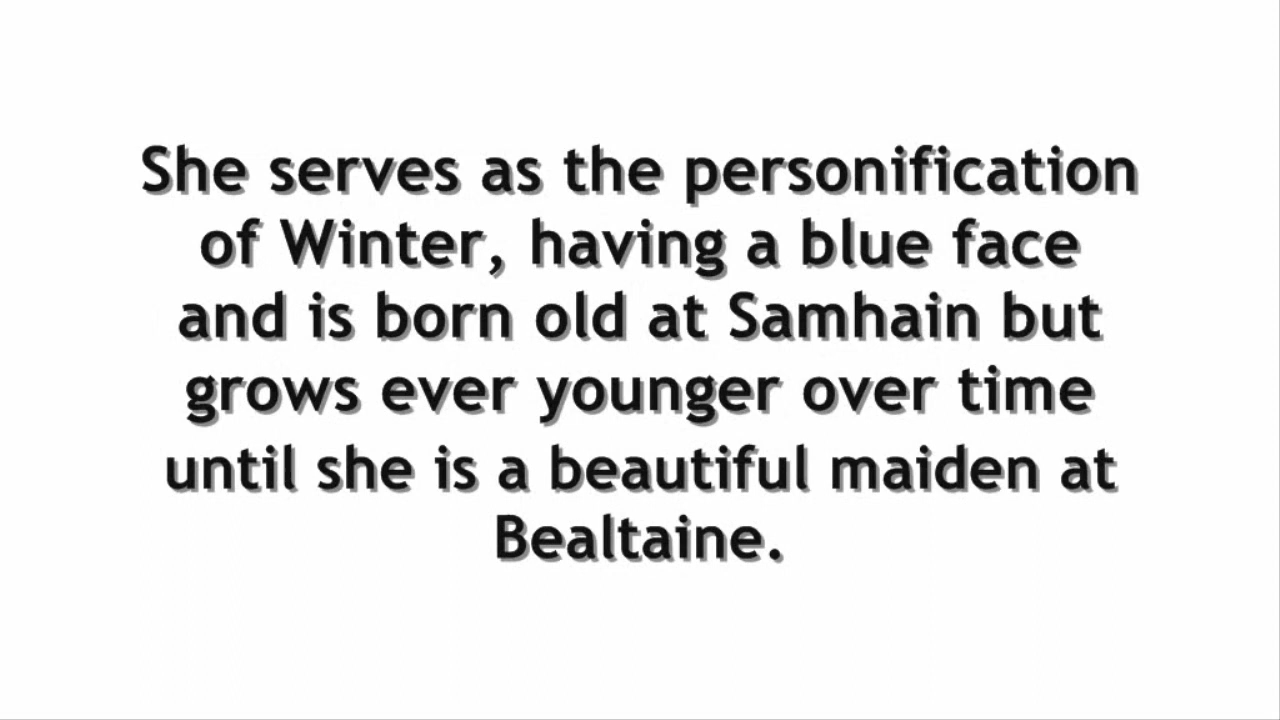 She serves as the personification
of Winter, having a blue face
and is born old at Samhain but
grows ever younger over time
until she is a beautiful maiden at
Bealtaine.